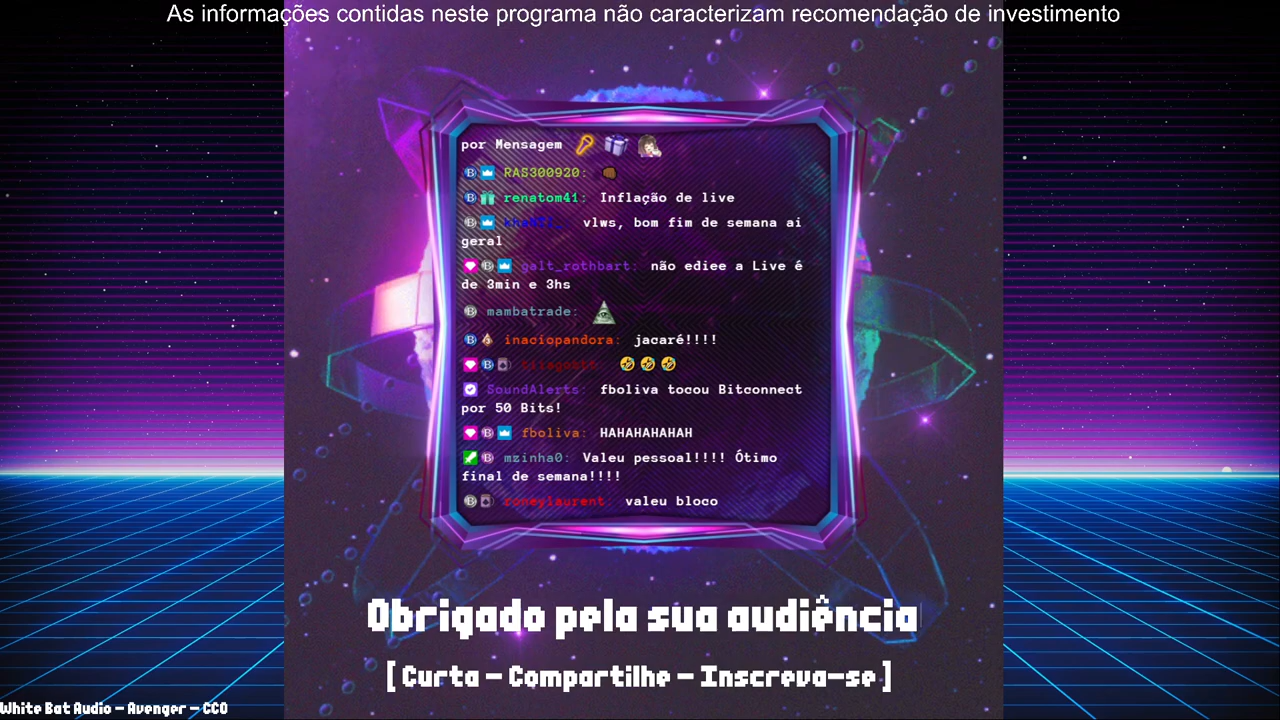 As informações contidas neste programa não caracterizam recomendação de investimento
por Mensagem
RAS300920:
renatom41: Inflação de live
vlws, bom fim de semana ai
geral
galt_rothbart: não ediee a Live é
de 3min e 3hs
mambatrade:
inaciopandora: jacaré!!!!
SoundAlerts: fboliva tocou Bitconnect
por 50 Bits!
fboliva: HAHAHAHAHAH
mzinha0: Valeu pessoal!!!! Ótimo
final de semana!!!!
roneylaurent: valeu bloco
Obrigado pela sua audiência
[ Curta - Compartilhe - Inscreva-se ]
White Bat Audio - Avenger - CC0